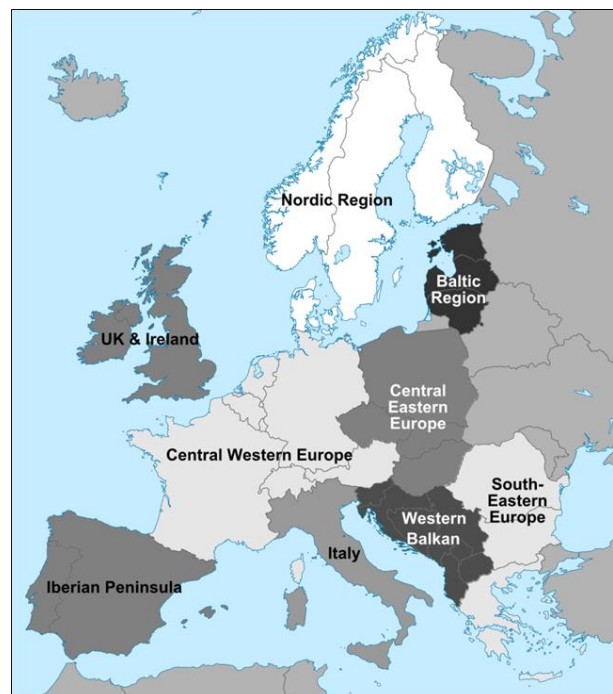 Nordic Region
Baltic
Region
UK & Ireland
Central
Eastern
Europe
Central Western Europe
South-
Eastern
Europe
Western
Balkan
Italy
Iberian Peninsula